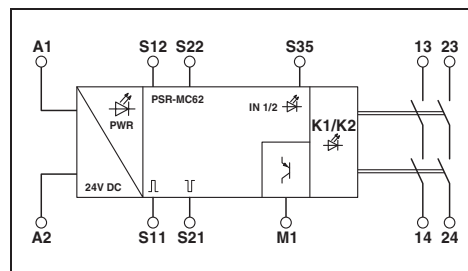 A1 S12 S22 S35 13 23
PSR-MC62
PWR IN 1/2 K1/K2
24V DC
A2 S11 S21 M1 14 24